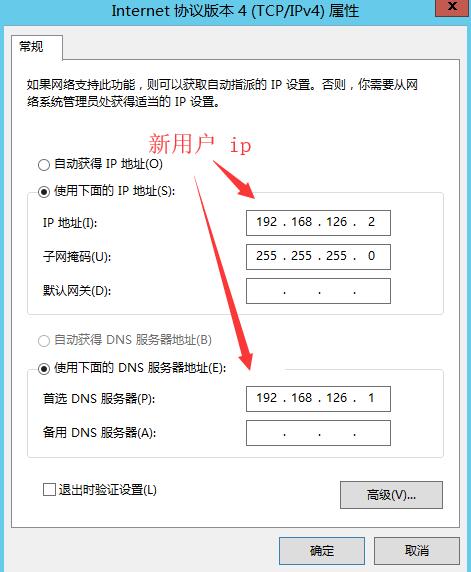 Internet 协议版本 4 (TCP/IPv4) 属性
x
常规
如果网络支持此功能，则可以获取自动指派的 IP 设置。否则，你需要从网
络系统管理员处获得适当的 IP 设置。
新用户 ip
自动获得 IP 地址(O)
使用下面的 IP 地址(S):
IP 地址(I): 192 . 168 . 126 . 2
子网掩码(U): 255 . 255 . 255 . 0
默认网关(D): . . .
自动获得 DNS 服务器地址(B)
使用下面的 DNS 服务器地址(E):
首选 DNS 服务器(P): 192 . 168 . 126 . 1
备用 DNS 服务器(A): . . .
退出时验证设置(L)
高级(V)...
确定 取消